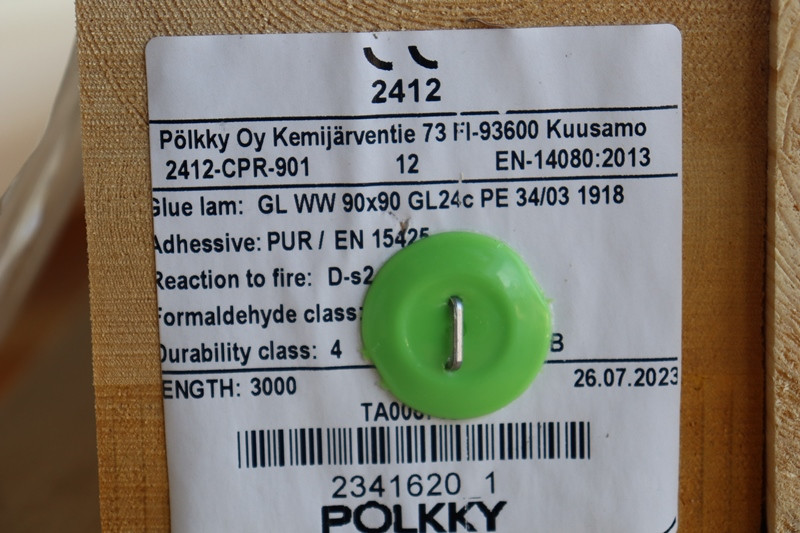 2412
Pölkky Oy Kemijärventie 73 FI-93600 Kuusamo
2412-CPR-901 12 EN-14080:2013
Glue lam: GL WW 90x90 GL24c PE 34/03 1918
Adhessive: PUR / EN 15425
Reaction to fire: D-s2
Formaldehyde class:
Durability class: 4 B
LENGTH: 3000 26.07.2023
2341620_1
PÖLKKY